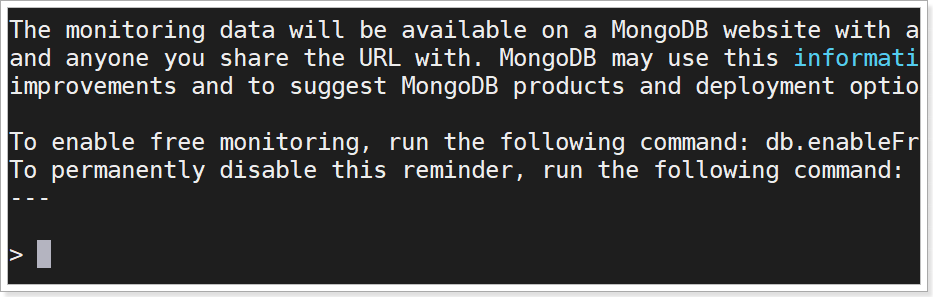 The monitoring data will be available on a MongoDB website with a
and anyone you share the URL with. MongoDB may use this informati
improvements and to suggest MongoDB products and deployment optio
To enable free monitoring, run the following command: db.enableFr
To permanently disable this reminder, run the following command:
---
>